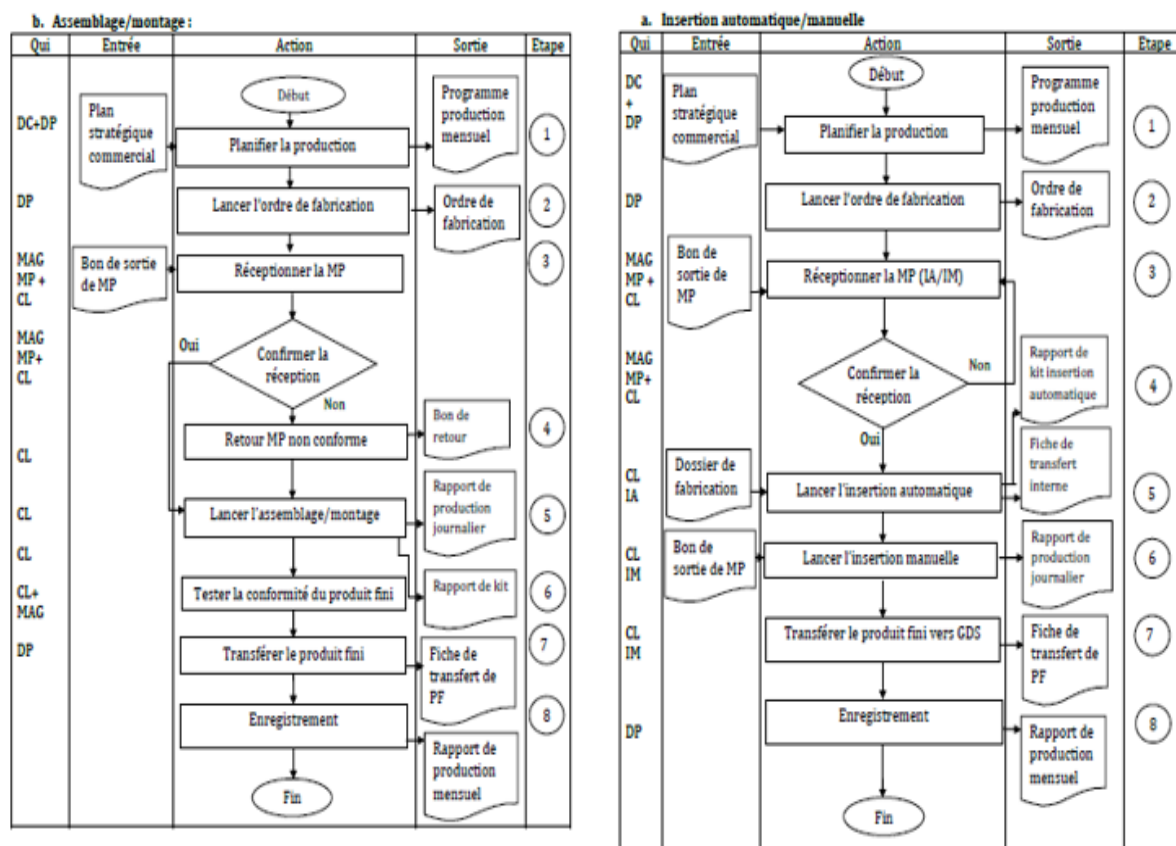 b. Assemblage/montage :
Qui Entrée Action Sortie Etape
Début
DC+DP
Plan
stratégique
commercial
Planifier la production
Programme
production
mensuel
1
DP
Lancer l'ordre de fabrication
Ordre de
fabrication
2
MAG
MP +
CL
Bon de sortie
de MP
Réceptionner la MP
3
MAG
MP+
CL
Oui
Confirmer la
réception
Non
CL
Retour MP non conforme
Bon de
retour
4
CL
Lancer l'assemblage/montage
Rapport de
production
journalier
5
CL
Rapport de kit
CL+
MAG
Tester la conformité du produit fini
6
DP
Transférer le produit fini
Fiche de
transfert de
PF
7
Enregistrement
Rapport de
production
mensuel
8
Fin
a. Insertion automatique/manuelle
Qui Entrée Action Sortie Etape
Début
DC
+
DP
Plan
stratégique
commercial
Planifier la production
Programme
production
mensuel
1
DP
Lancer l'ordre de fabrication
Ordre de
fabrication
2
MAG
MP +
CL
Bon de
sortie de
MP
Réceptionner la MP (IA/IM)
3
MAG
MP+
CL
Confirmer la
réception
Non
Oui
Rapport de
kit insertion
automatique
4
CL
IA
Dossier de
fabrication
Lancer l'insertion automatique
Fiche de
transfert
interne
5
CL
IM
Bon de
sortie de MP
Lancer l'insertion manuelle
Rapport de
production
journalier
6
CL
IM
Transférer le produit fini vers GDS
Fiche de
transfert de
PF
7
DP
Enregistrement
Rapport de
production
mensuel
8
Fin